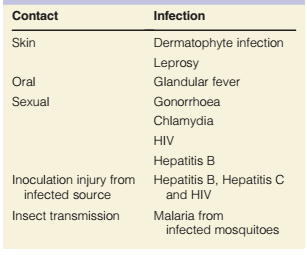 Contact Infection
Skin Dermatophyte infection
Leprosy
Oral Glandular fever
Sexual Gonorrhoea
Chlamydia
HIV
Hepatitis B
Inoculation injury from Hepatitis B, Hepatitis C
infected source and HIV
Insect transmission Malaria from
infected mosquitoes